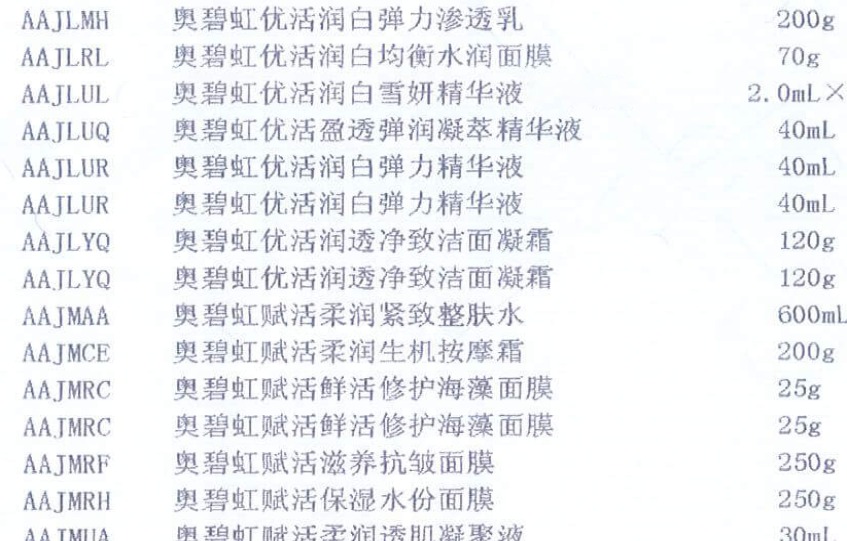 AAJLMH 奥碧虹优活润白弹力渗透乳 200g
AAJLRL 奥碧虹优活润白均衡水润面膜 70g
AAJLUL 奥碧虹优活润白雪妍精华液 2.0mL×
AAJLUQ 奥碧虹优活盈透弹润凝萃精华液 40mL
AAJLUR 奥碧虹优活润白弹力精华液 40mL
AAJLUR 奥碧虹优活润白弹力精华液 40mL
AAJLYQ 奥碧虹优活润透净致洁面凝霜 120g
AAJLYQ 奥碧虹优活润透净致洁面凝霜 120g
AAJMAA 奥碧虹赋活柔润紧致整肤水 600mL
AAJMCE 奥碧虹赋活柔润生机按摩霜 200g
AAJMRC 奥碧虹赋活鲜活修护海藻面膜 25g
AAJMRC 奥碧虹赋活鲜活修护海藻面膜 25g
AAJMRF 奥碧虹赋活滋养抗皱面膜 250g
AAJMRH 奥碧虹赋活保湿水份面膜 250g
AAJMUA 奥碧虹赋活柔润透肌凝聚液 30mL